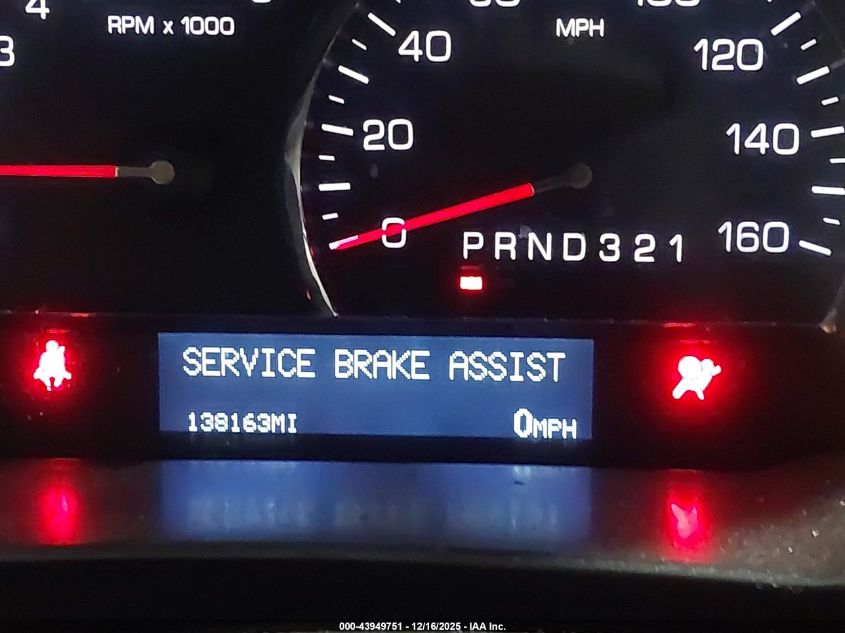 4
3
RPM x 1000
MPH
40
120
20
140
0
160
PRND321
SERVICE BRAKE ASSIST
138163MI 0MPH
000-43949751 - 12/16/2025 - IAA Inc.